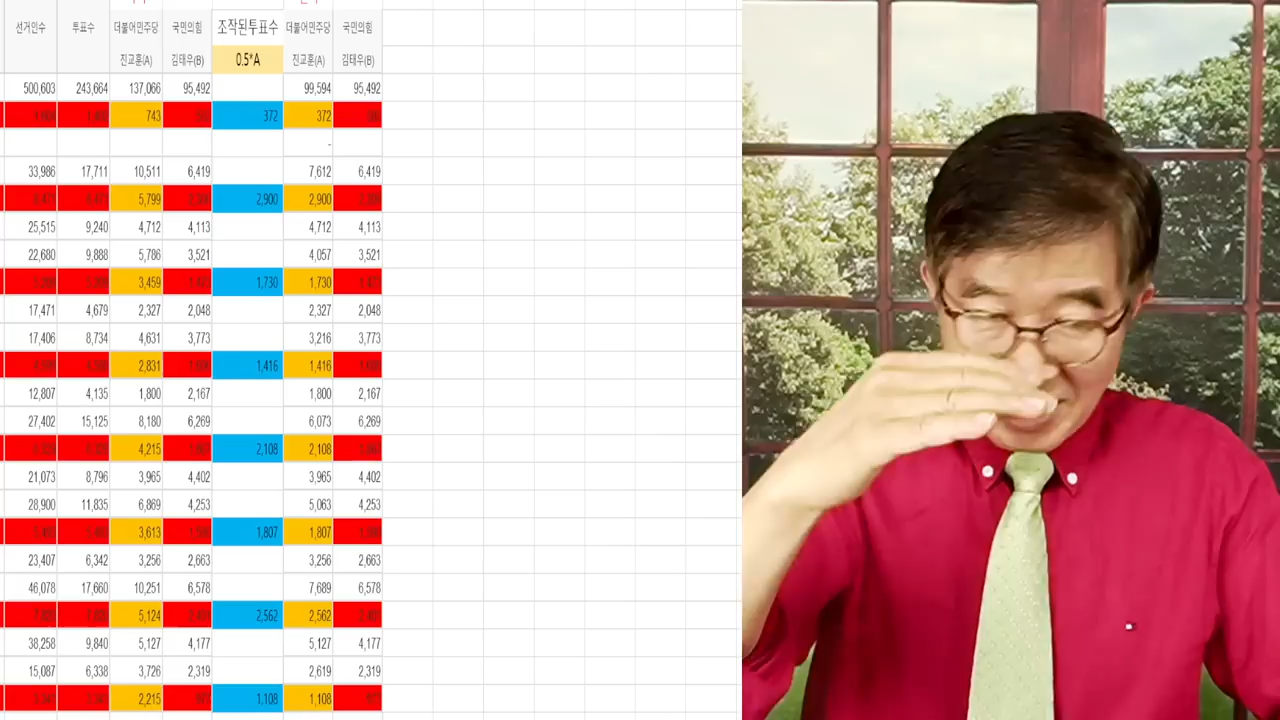 선거인수 투표수 더불어민주당 국민의힘 조작된투표수 더불어민주당 국민의힘
진교훈(A) 김태우(B) 0.5*A 진교훈(A) 김태우(B)
500,603 243,664 137,066 95,492 99,594 95,492
743 372 372
-
33,986 17,711 10,511 6,419 7,612 6,419
5,799 2,900 2,900
25,515 9,240 4,712 4,113 4,712 4,113
22,680 9,888 5,786 3,521 4,057 3,521
3,459 1,730 1,730
17,471 4,679 2,327 2,048 2,327 2,048
17,406 8,734 4,631 3,773 3,216 3,773
2,831 1,416 1,416
12,807 4,135 1,800 2,167 1,800 2,167
27,402 15,125 8,180 6,269 6,073 6,269
4,215 2,108 2,108
21,073 8,796 3,965 4,402 3,965 4,402
28,900 11,835 6,869 4,253 5,063 4,253
3,613 1,807 1,807
23,407 6,342 3,256 2,663 3,256 2,663
46,078 17,660 10,251 6,578 7,689 6,578
5,124 2,562 2,562
38,258 9,840 5,127 4,177 5,127 4,177
15,087 6,338 3,726 2,319 2,619 2,319
2,215 1,108 1,108